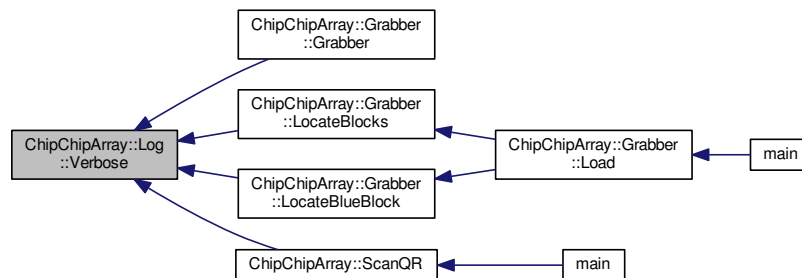 ChipChipArray::Grabber
::Grabber
ChipChipArray::Log
::Verbose
ChipChipArray::Grabber
::LocateBlocks
ChipChipArray::Grabber
::LocateBlueBlock
ChipChipArray::Grabber
::Load
main
ChipChipArray::ScanQR
main